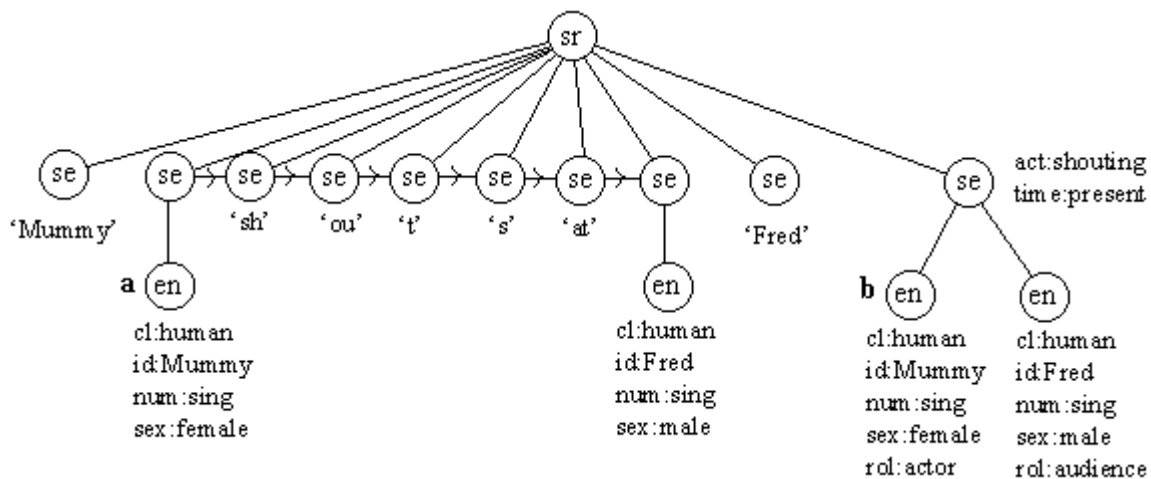 sr
se se se se se se se se se se act:shouting
time:present
‘Mummy’ ‘sh’ ‘ou’ ‘t’ ‘s’ ‘at’ ‘Fred’
a en en b en en
cl:human cl:human cl:human cl:human
id:Mummy id:Fred id:Mummy id:Fred
num:sing num:sing num:sing num:sing
sex:female sex:male sex:female sex:male
rol:actor rol:audience